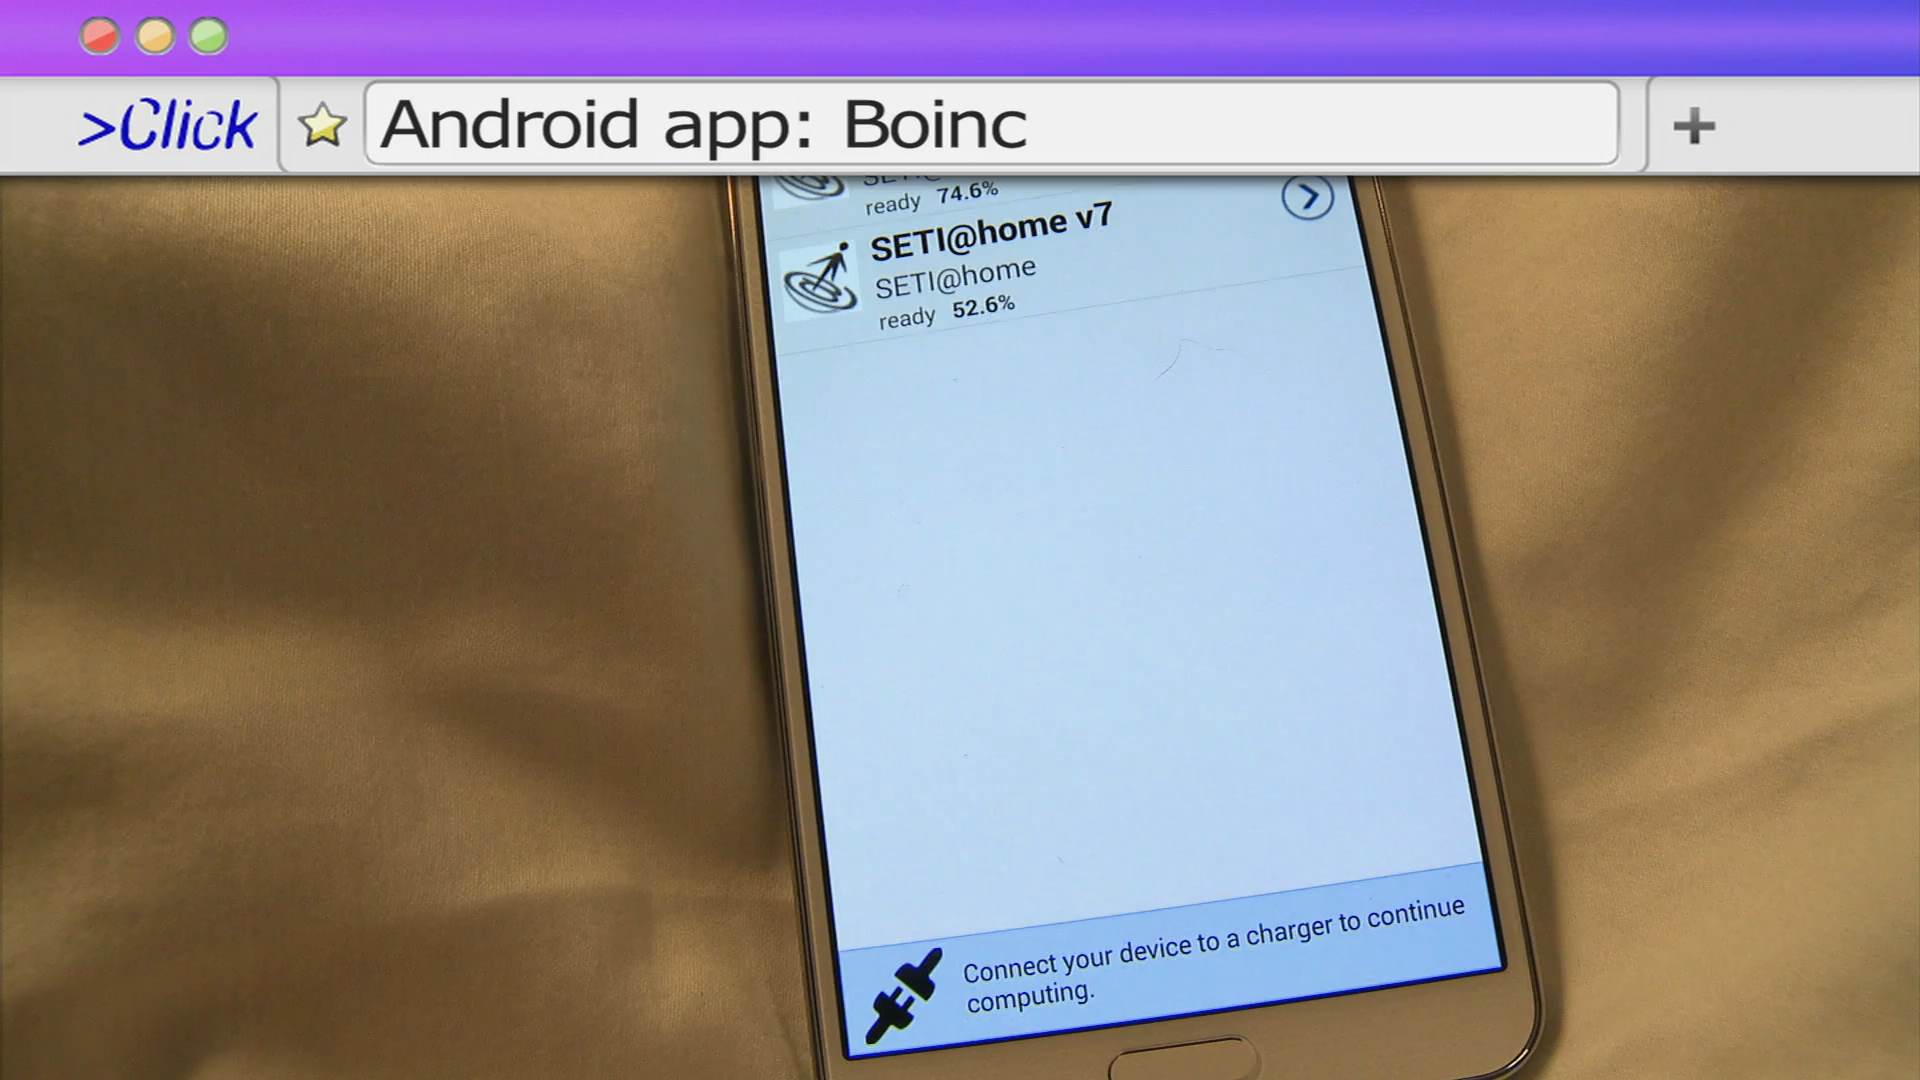 >Click
Android app: Boinc
ready 74.6%
SETI@home v7
SETI@home
ready 52.6%
Connect your device to a charger to continue
computing.